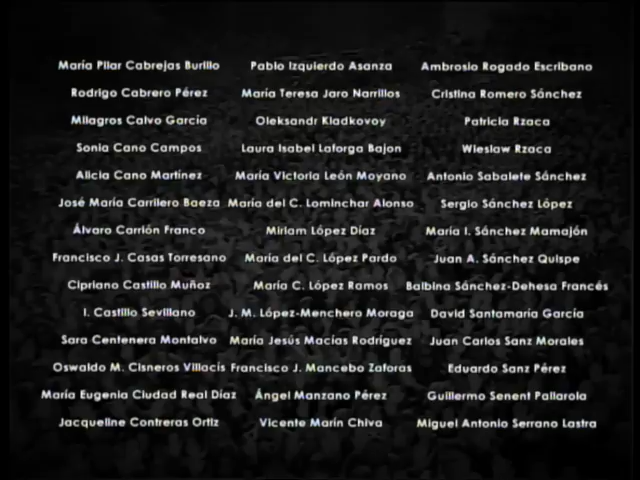 María Pilar Cabrejas Burillo
Rodrigo Cabrero Pérez
Milagros Calvo García
Sonia Cano Campos
Alicia Cano Martínez
José María Carrilero Baeza
Álvaro Carrión Franco
Francisco J. Casas Torresano
Cipriano Castillo Muñoz
I. Castillo Sevillano
Sara Centenera Montalvo
Oswaldo M. Cisneros Villacis
María Eugenia Ciudad Real Díaz
Jacqueline Contreras Ortiz
Pablo Izquierdo Asanza
María Teresa Jaro Narrillos
Oleksandr Kladkovoy
Laura Isabel Laforga Bajon
María Victoria León Moyano
María del C. Lominchar Alonso
Miriam López Díaz
María del C. López Pardo
María C. López Ramos
J. M. López-Menchero Moraga
María Jesús Macías Rodríguez
Francisco J. Mancebo Zaforas
Ángel Manzano Pérez
Vicente Marín Chiva
Ambrosio Rogado Escribano
Cristina Romero Sánchez
Patricia Rzaca
Wieslaw Rzaca
Antonio Sabalete Sánchez
Sergio Sánchez López
María I. Sánchez Mamajón
Juan A. Sánchez Quispe
Balbina Sánchez-Dehesa Francés
David Santamaría García
Juan Carlos Sanz Morales
Eduardo Sanz Pérez
Guillermo Senent Pallarola
Miguel Antonio Serrano Lastra